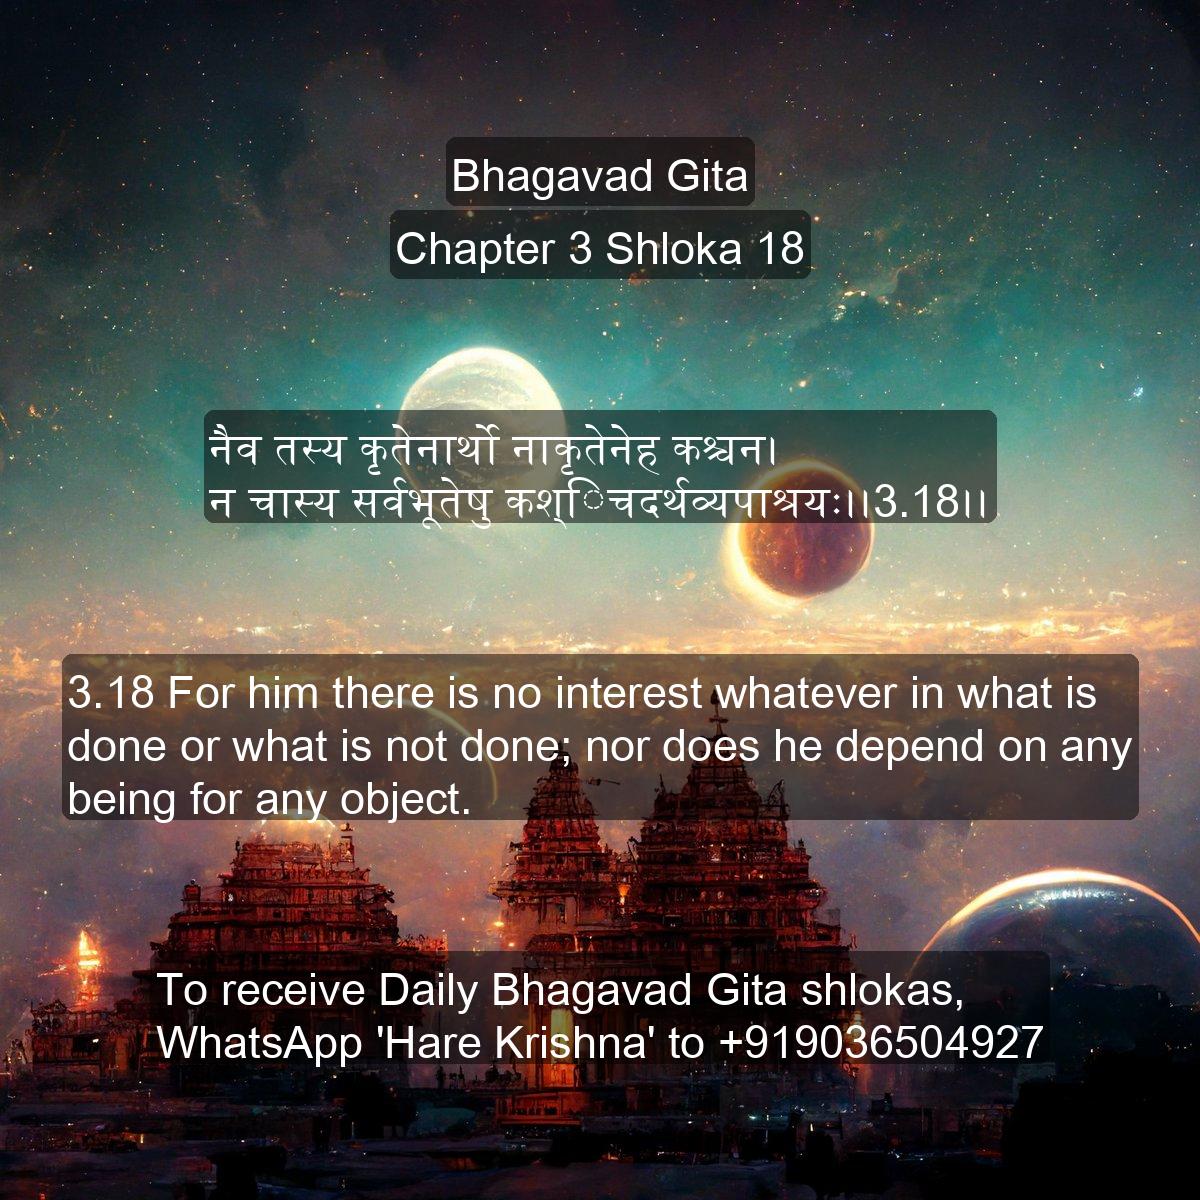 Bhagavad Gita
Chapter 3 Shloka 18
नैव तस्य कृतेनार्थो नाकृतेनेह कश्चन।
न चास्य सर्वभूतेषु कश्िचदर्थव्यपाश्रयः।।3.18।।
3.18 For him there is no interest whatever in what is
done or what is not done; nor does he depend on any
being for any object.
To receive Daily Bhagavad Gita shlokas,
WhatsApp 'Hare Krishna' to +919036504927